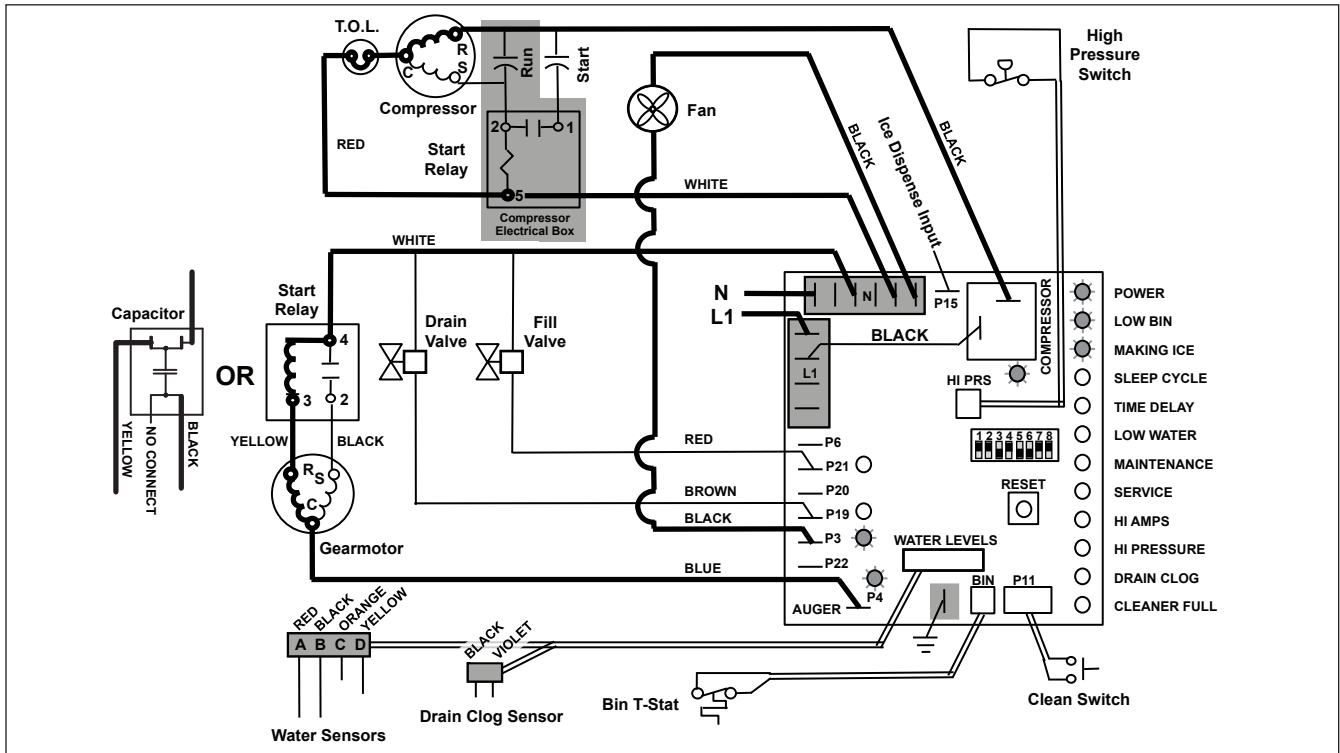 T.O.L.
R
S
C
Compressor
Run
Start
2
1
Start
Relay
5
Compressor
Electrical Box
RED
WHITE
Fan
BLACK
Ice Dispense Input
BLACK
High
Pressure
Switch
WHITE
Capacitor
YELLOW
NO CONNECT
BLACK
OR
Start
Relay
4
3
2
YELLOW
BLACK
R
S
C
Gearmotor
Drain
Valve
Fill
Valve
N
L1
N
P15
BLACK
L1
COMPRESSOR
HI PRS
1 2 3 4 5 6 7 8
RESET
RED
BROWN
BLACK
BLUE
P6
P21
P20
P19
P3
P22
P4
AUGER
WATER LEVELS
BIN
P11
POWER
LOW BIN
MAKING ICE
SLEEP CYCLE
TIME DELAY
LOW WATER
MAINTENANCE
SERVICE
HI AMPS
HI PRESSURE
DRAIN CLOG
CLEANER FULL
RED
BLACK
ORANGE
YELLOW
A B C D
Water Sensors
BLACK
VIOLET
Drain Clog Sensor
Bin T-Stat
Clean Switch